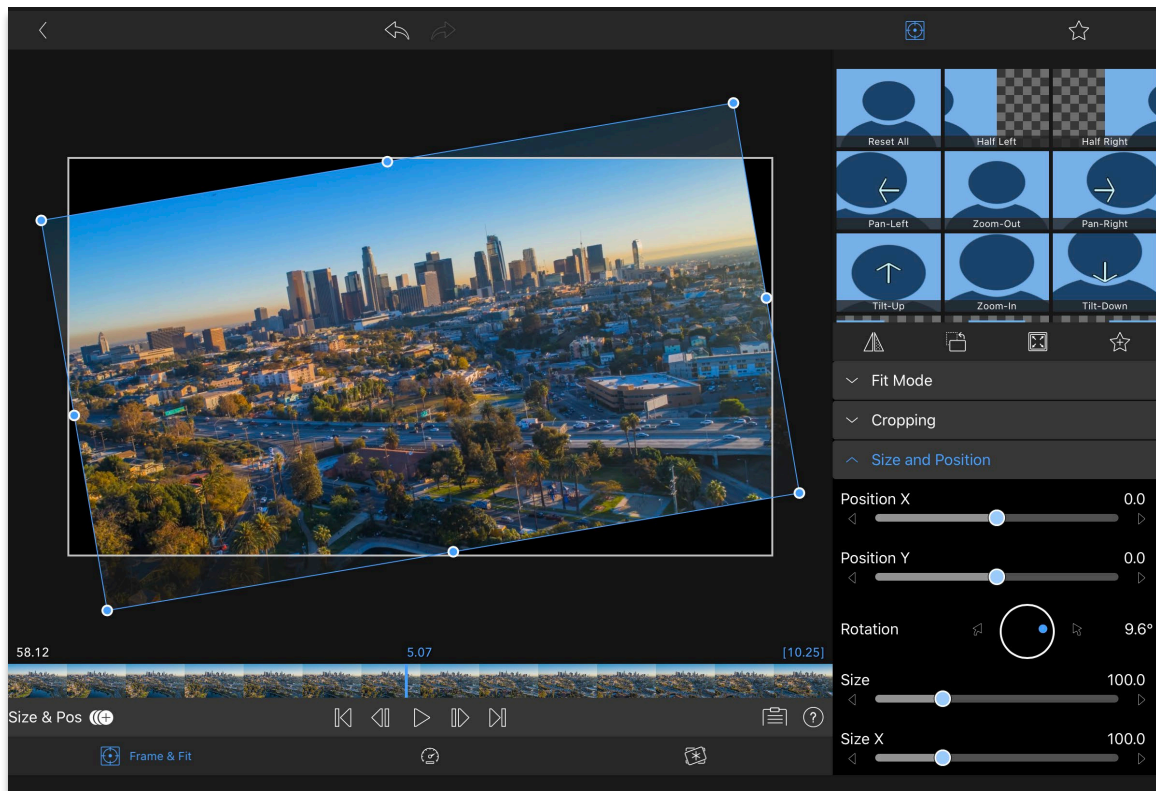 Reset All
Half Left
Half Right
Pan-Left
Zoom-Out
Pan-Right
Tilt-Up
Zoom-In
Tilt-Down
Fit Mode
Cropping
Size and Position
Position X 0.0
Position Y 0.0
Rotation 9.6°
Size 100.0
Size X 100.0
58.12 5.07 [10.25]
Size & Pos
?
Frame & Fit